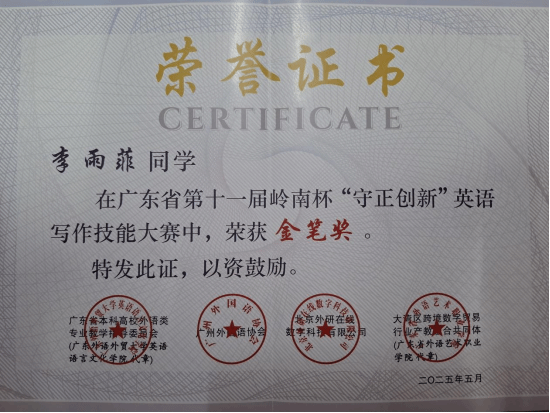 荣誉证书
CERTIFICATE
李雨菲 同学
在广东省第十一届岭南杯“守正创新”英语
写作技能大赛中，荣获 金笔奖 。
特发此证，以资鼓励。
广东省本科高校外语类
专业教学指导委员会
(广东外语外贸大学英语
语言文化学院 代章)
广州外国语协会
北京外研在线
数字科技有限公司
大湾区跨境数字贸易
行业产教融合共同体
(广东省外语艺术职业
学院 代章)
广州外国语协会
二〇二五年五月